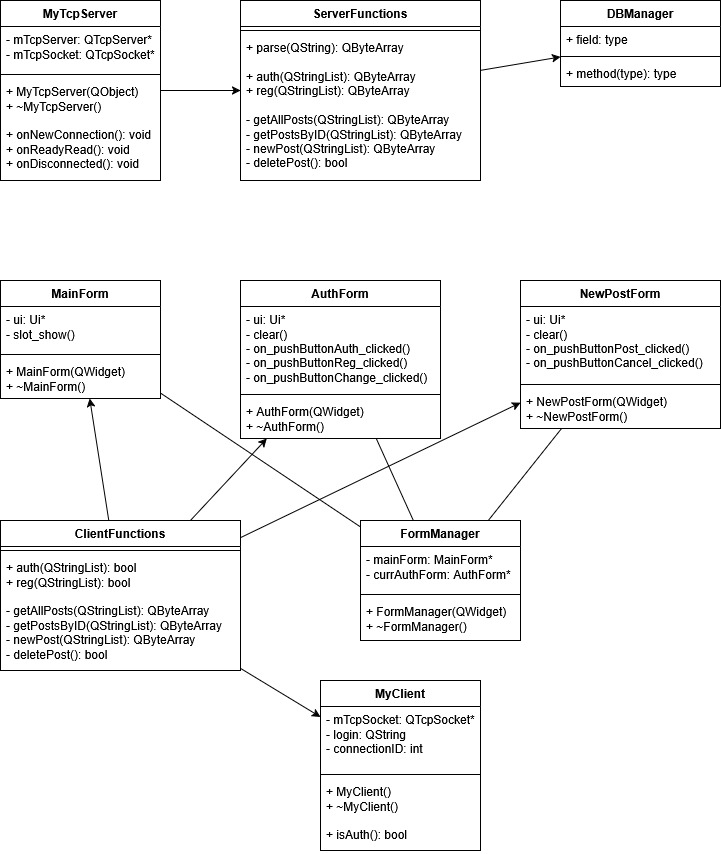 MyTcpServer
- mTcpServer: QTcpServer*
- mTcpSocket: QTcpSocket*
+ MyTcpServer(QObject)
+ ~MyTcpServer()
+ onNewConnection(): void
+ onReadyRead(): void
+ onDisconnected(): void
ServerFunctions
+ parse(QString): QByteArray
+ auth(QStringList): QByteArray
+ reg(QStringList): QByteArray
- getAllPosts(QStringList): QByteArray
- getPostsByID(QStringList): QByteArray
- newPost(QStringList): QByteArray
- deletePost(): bool
DBManager
+ field: type
+ method(type): type
MainForm
- ui: Ui*
- slot_show()
+ MainForm(QWidget)
+ ~MainForm()
AuthForm
- ui: Ui*
- clear()
- on_pushButtonAuth_clicked()
- on_pushButtonReg_clicked()
- on_pushButtonChange_clicked()
+ AuthForm(QWidget)
+ ~AuthForm()
NewPostForm
- ui: Ui*
- clear()
- on_pushButtonPost_clicked()
- on_pushButtonCancel_clicked()
+ NewPostForm(QWidget)
+ ~NewPostForm()
ClientFunctions
+ auth(QStringList): bool
+ reg(QStringList): bool
- getAllPosts(QStringList): QByteArray
- getPostsByID(QStringList): QByteArray
- newPost(QStringList): QByteArray
- deletePost(): bool
FormManager
- mainForm: MainForm*
- currAuthForm: AuthForm*
+ FormManager(QWidget)
+ ~FormManager()
MyClient
- mTcpSocket: QTcpSocket*
- login: QString
- connectionID: int
+ MyClient()
+ ~MyClient()
+ isAuth(): bool